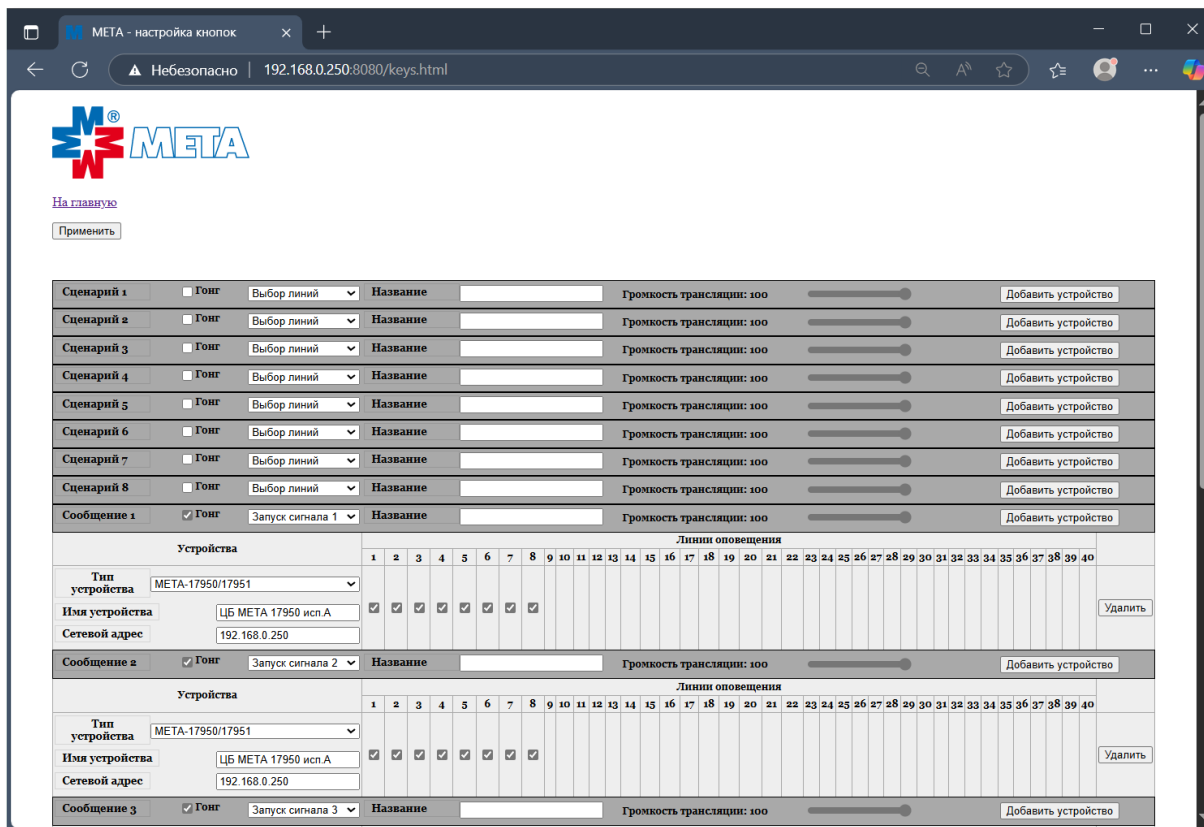 META - настройка кнопок
Небезопасно 192.168.0.250:8080/keys.html
META ®
На главную
Применить
Сценарий 1 Гонг Выбор линий Название Громкость трансляции: 100 Добавить устройство
Сценарий 2 Гонг Выбор линий Название Громкость трансляции: 100 Добавить устройство
Сценарий 3 Гонг Выбор линий Название Громкость трансляции: 100 Добавить устройство
Сценарий 4 Гонг Выбор линий Название Громкость трансляции: 100 Добавить устройство
Сценарий 5 Гонг Выбор линий Название Громкость трансляции: 100 Добавить устройство
Сценарий 6 Гонг Выбор линий Название Громкость трансляции: 100 Добавить устройство
Сценарий 7 Гонг Выбор линий Название Громкость трансляции: 100 Добавить устройство
Сценарий 8 Гонг Выбор линий Название Громкость трансляции: 100 Добавить устройство
Сообщение 1 Гонг Запуск сигнала 1 Название Громкость трансляции: 100 Добавить устройство
Устройства Линии оповещения
1 2 3 4 5 6 7 8 9 10 11 12 13 14 15 16 17 18 19 20 21 22 23 24 25 26 27 28 29 30 31 32 33 34 35 36 37 38 39 40
Тип устройства META-17950/17951
Имя устройства ЦБ МЕТА 17950 исп.А Удалить
Сетевой адрес 192.168.0.250
Сообщение 2 Гонг Запуск сигнала 2 Название Громкость трансляции: 100 Добавить устройство
Устройства Линии оповещения
1 2 3 4 5 6 7 8 9 10 11 12 13 14 15 16 17 18 19 20 21 22 23 24 25 26 27 28 29 30 31 32 33 34 35 36 37 38 39 40
Тип устройства META-17950/17951
Имя устройства ЦБ МЕТА 17950 исп.А Удалить
Сетевой адрес 192.168.0.250
Сообщение 3 Гонг Запуск сигнала 3 Название Громкость трансляции: 100 Добавить устройство